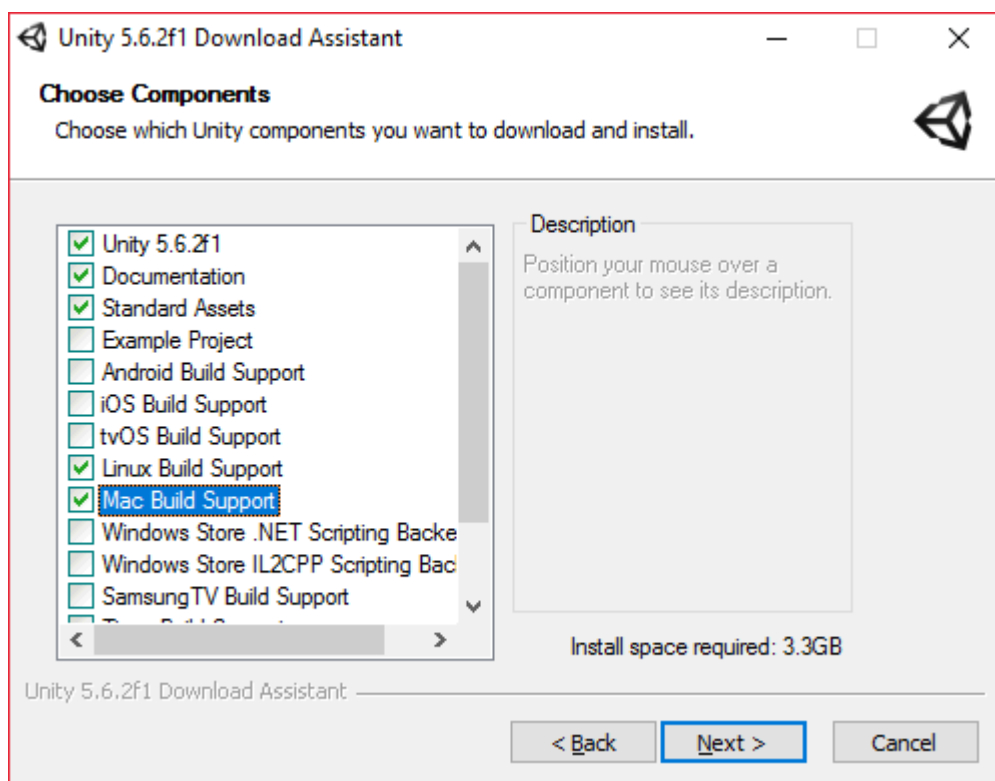 Unity 5.6.2f1 Download Assistant
Choose Components
Choose which Unity components you want to download and install.
Unity 5.6.2f1
Documentation
Standard Assets
Example Project
Android Build Support
iOS Build Support
tvOS Build Support
Linux Build Support
Mac Build Support
Windows Store .NET Scripting Backe
Windows Store IL2CPP Scripting Bac
SamsungTV Build Support
Description
Position your mouse over a
component to see its description.
Install space required: 3.3GB
Unity 5.6.2f1 Download Assistant
< Back
Next >
Cancel